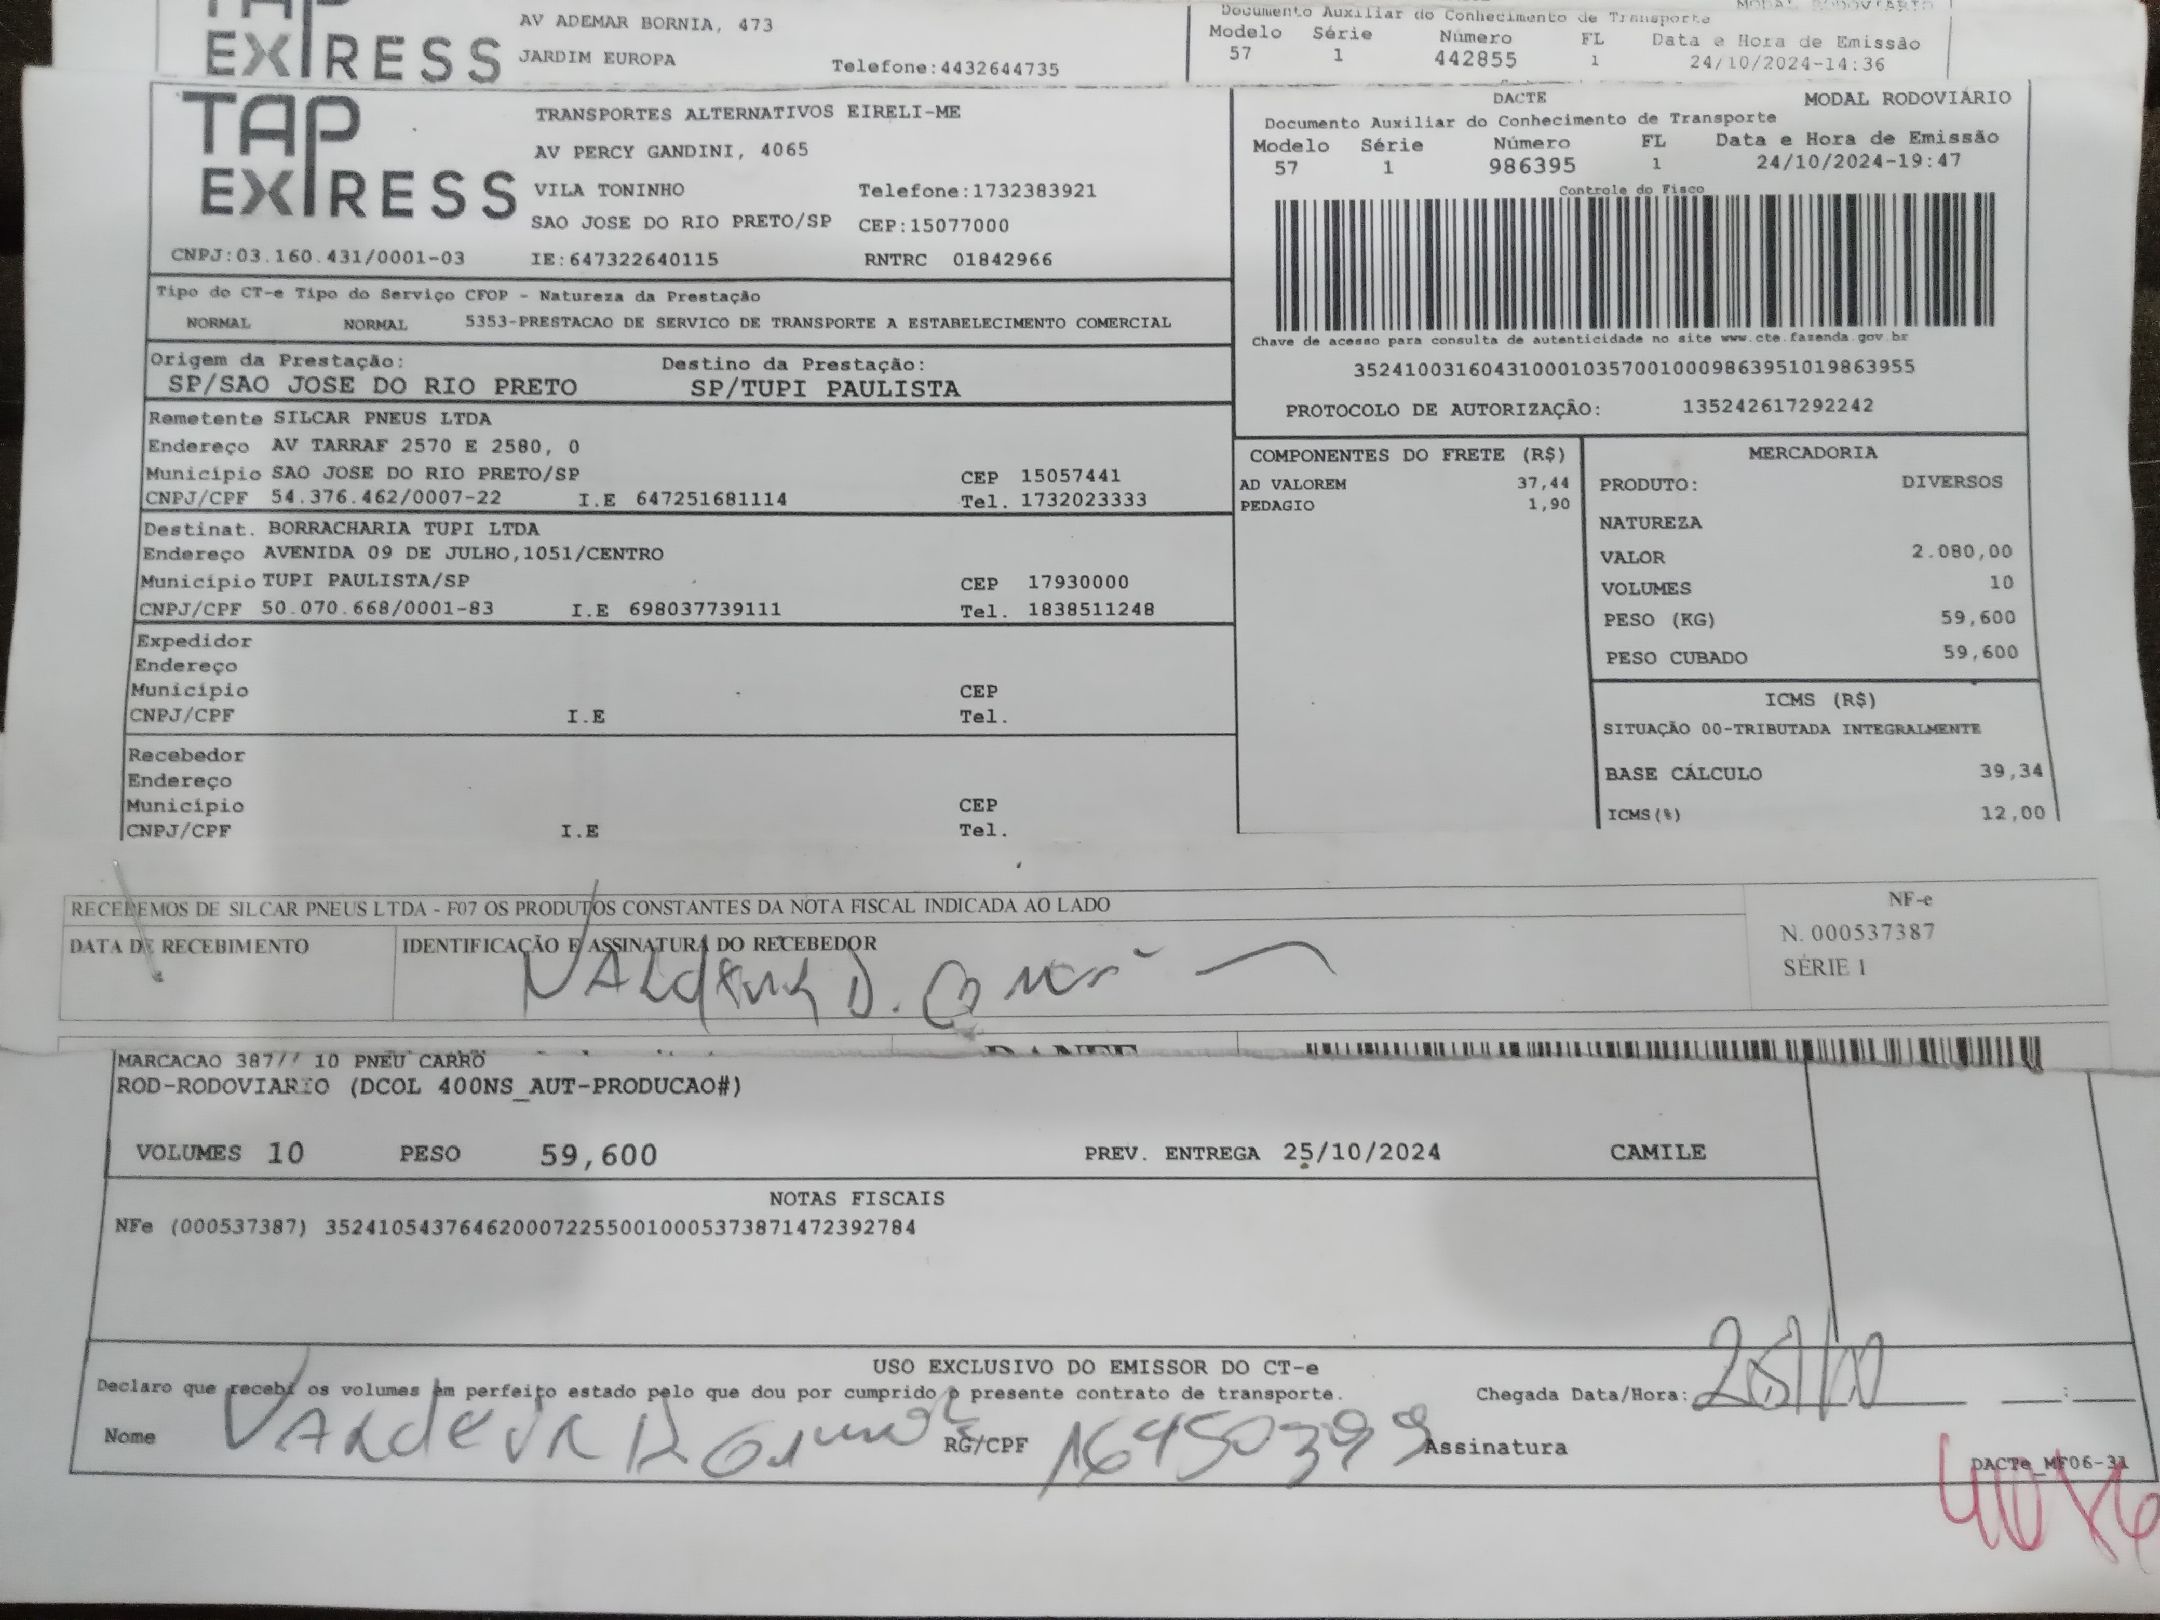 TAP
EXPRESS
AV ADEMAR BORNIA, 473
JARDIM EUROPA
Telefone:4432644735
MODAL RODOVIÁRIO
Documento Auxiliar do Conhecimento de Transporte
Modelo Série Número FL Data e Hora de Emissão
57 1 442855 1 24/10/2024-14:36
TAP
EXPRESS
TRANSPORTES ALTERNATIVOS EIRELI-ME
AV PERCY GANDINI, 4065
VILA TONINHO Telefone:1732383921
SAO JOSE DO RIO PRETO/SP CEP:15077000
CNPJ:03.160.431/0001-03 IE:647322640115 RNTRC 01842966
DACTE MODAL RODOVIÁRIO
Documento Auxiliar do Conhecimento de Transporte
Modelo Série Número FL Data e Hora de Emissão
57 1 986395 1 24/10/2024-19:47
Controle do Fisco
Chave de acesso para consulta de autenticidade no site www.cte.fazenda.gov.br
35241003160431000103570010009863951019863955
PROTOCOLO DE AUTORIZAÇÃO: 135242617292242
Tipo do CT-e Tipo do Serviço CFOP - Natureza da Prestação
NORMAL NORMAL 5353-PRESTACAO DE SERVICO DE TRANSPORTE A ESTABELECIMENTO COMERCIAL
Origem da Prestação: Destino da Prestação:
SP/SAO JOSE DO RIO PRETO SP/TUPI PAULISTA
Remetente SILCAR PNEUS LTDA
Endereço AV TARRAF 2570 E 2580, 0
Município SAO JOSE DO RIO PRETO/SP CEP 15057441
CNPJ/CPF 54.376.462/0007-22 I.E 647251681114 Tel. 1732023333
Destinat. BORRACHARIA TUPI LTDA
Endereço AVENIDA 09 DE JULHO,1051/CENTRO
Município TUPI PAULISTA/SP CEP 17930000
CNPJ/CPF 50.070.668/0001-83 I.E 698037739111 Tel. 1838511248
Expedidor
Endereço
Município CEP
CNPJ/CPF I.E Tel.
Recebedor
Endereço
Município CEP
CNPJ/CPF I.E Tel.
COMPONENTES DO FRETE (R$)
AD VALOREM 37,44
PEDAGIO 1,90
MERCADORIA
PRODUTO: DIVERSOS
NATUREZA
VALOR 2.080,00
VOLUMES 10
PESO (KG) 59,600
PESO CUBADO 59,600
ICMS (R$)
SITUAÇÃO 00-TRIBUTADA INTEGRALMENTE
BASE CÁLCULO 39,34
ICMS(%) 12,00
RECEBEMOS DE SILCAR PNEUS LTDA - F07 OS PRODUTOS CONSTANTES DA NOTA FISCAL INDICADA AO LADO
DATA DE RECEBIMENTO IDENTIFICAÇÃO E ASSINATURA DO RECEBEDOR
NF-e
N. 000537387
SÉRIE 1
MARCACAO 387// 10 PNEU CARRO
ROD-RODOVIARIO (DCOL 400NS_AUT-PRODUCAO#)
VOLUMES 10 PESO 59,600 PREV. ENTREGA 25/10/2024 CAMILE
NOTAS FISCAIS
NFe (000537387) 35241054376462000722550010005373871472392784
USO EXCLUSIVO DO EMISSOR DO CT-e
Declaro que recebi os volumes em perfeito estado pelo que dou por cumprido o presente contrato de transporte. Chegada Data/Hora:
Nome RG/CPF Assinatura
DACTe_MF06-31